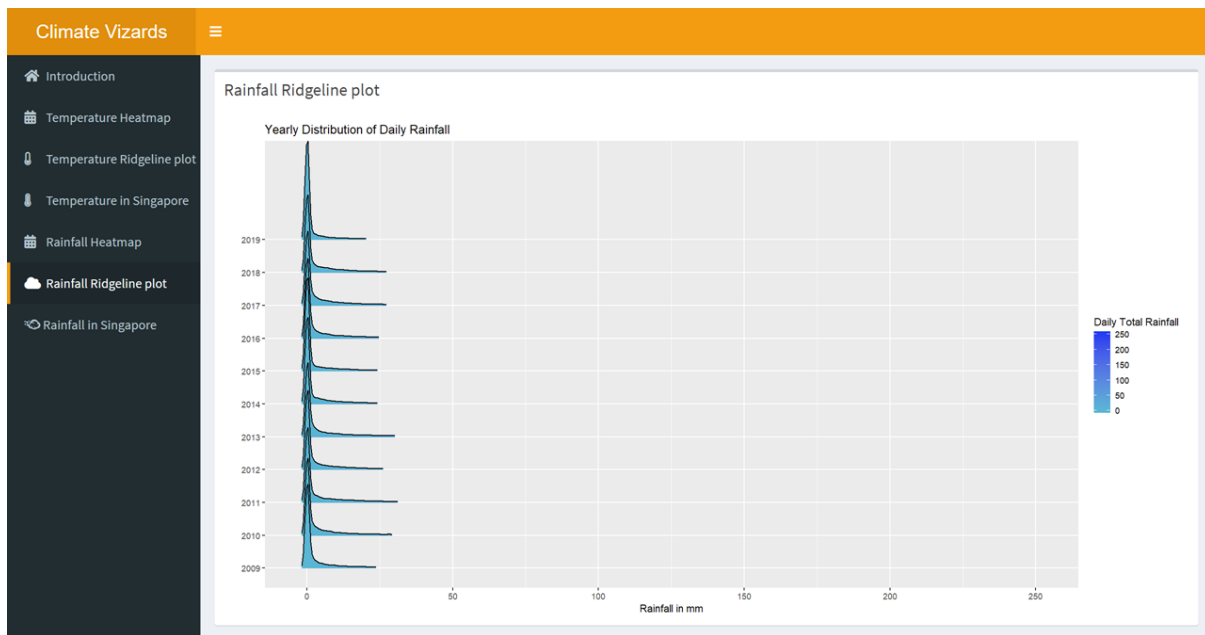 Climate Vizards
Introduction
Temperature Heatmap
Temperature Ridgeline plot
Temperature in Singapore
Rainfall Heatmap
Rainfall Ridgeline plot
Rainfall in Singapore
Rainfall Ridgeline plot
Yearly Distribution of Daily Rainfall
2019
2018
2017
2016
2015
2014
2013
2012
2011
2010
2009
0 50 100 150 200 250
Rainfall in mm
Daily Total Rainfall
250
200
150
100
50
0